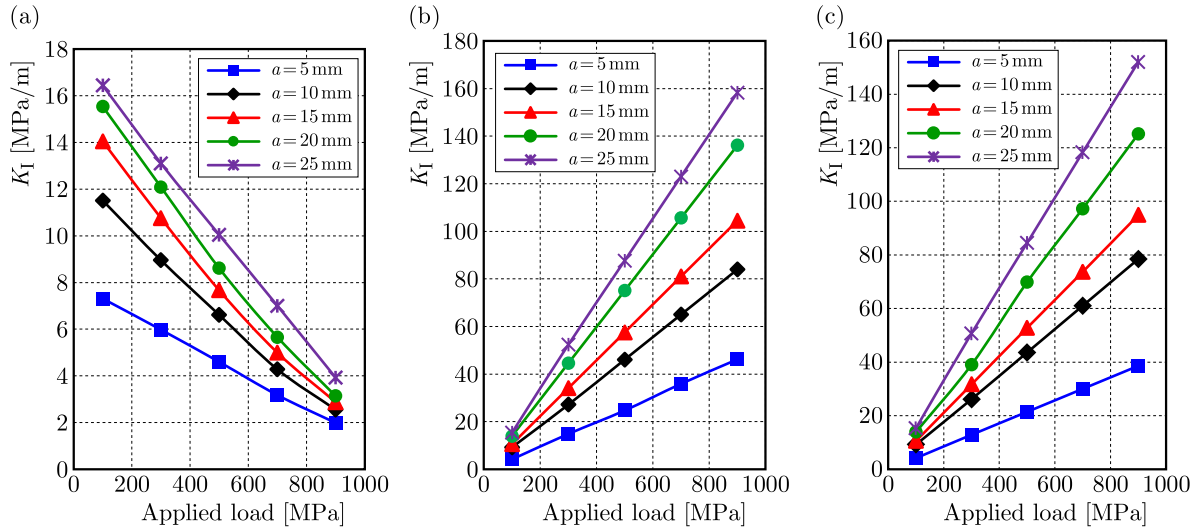 (a)
K_I [MPa/m]
18
16
14
12
10
8
6
4
2
0
0 200 400 600 800 1000
Applied load [MPa]
a = 5 mm
a = 10 mm
a = 15 mm
a = 20 mm
a = 25 mm
(b)
K_I [MPa/m]
180
160
140
120
100
80
60
40
20
0
0 200 400 600 800 1000
Applied load [MPa]
a = 5 mm
a = 10 mm
a = 15 mm
a = 20 mm
a = 25 mm
(c)
K_I [MPa/m]
160
140
120
100
80
60
40
20
0
0 200 400 600 800 1000
Applied load [MPa]
a = 5 mm
a = 10 mm
a = 15 mm
a = 20 mm
a = 25 mm